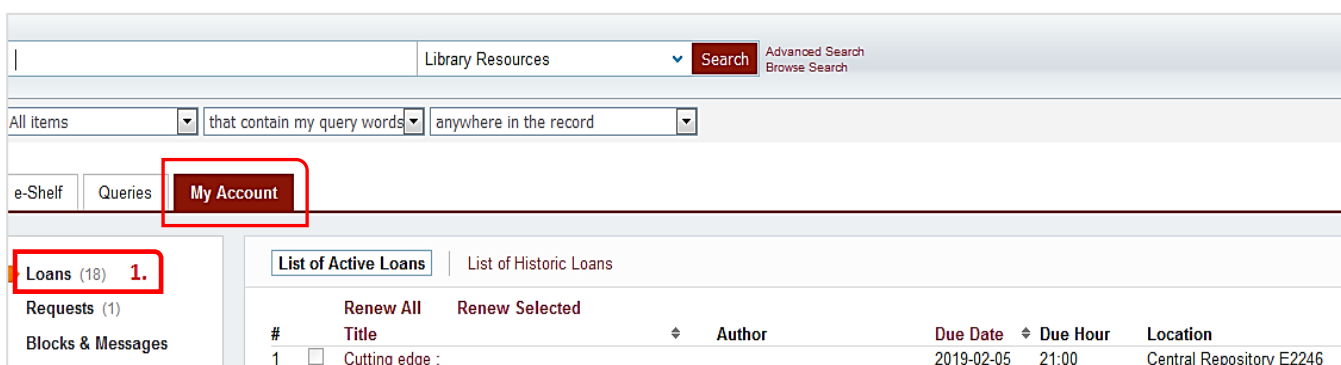 Library Resources Search Advanced Search
Browse Search
All items that contain my query words anywhere in the record
e-Shelf Queries My Account
Loans (18) 1.
Requests (1)
Blocks & Messages
List of Active Loans List of Historic Loans
Renew All Renew Selected
# Title Author Due Date Due Hour Location
1 Cutting edge : 2019-02-05 21:00 Central Repository E2246